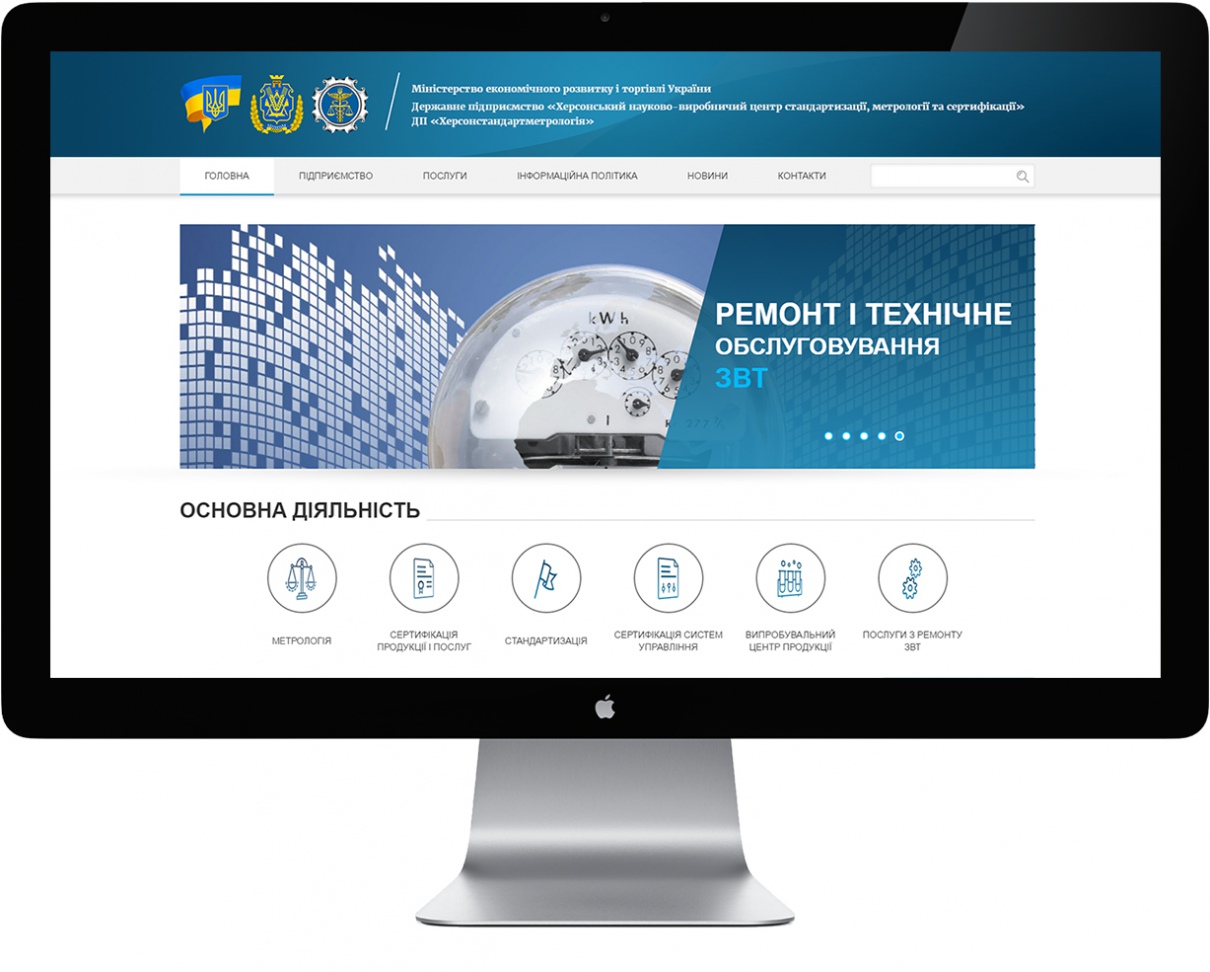 Міністерство економічного розвитку і торгівлі України
Державне підприємство «Херсонський науково-виробничий центр стандартизації, метрології та сертифікації»
ДП «Херсонстандартметрологія»
ГОЛОВНА ПІДПРИЄМСТВО ПОСЛУГИ ІНФОРМАЦІЙНА ПОЛІТИКА НОВИНИ КОНТАКТИ
kWh
РЕМОНТ І ТЕХНІЧНЕ
ОБСЛУГОВУВАННЯ
ЗВТ
ОСНОВНА ДІЯЛЬНІСТЬ
МЕТРОЛОГІЯ
СЕРТИФІКАЦІЯ
ПРОДУКЦІЇ І ПОСЛУГ
СТАНДАРТИЗАЦІЯ
СЕРТИФІКАЦІЯ СИСТЕМ
УПРАВЛІННЯ
ВИПРОБУВАЛЬНИЙ
ЦЕНТР ПРОДУКЦІЇ
ПОСЛУГИ З РЕМОНТУ
ЗВТ